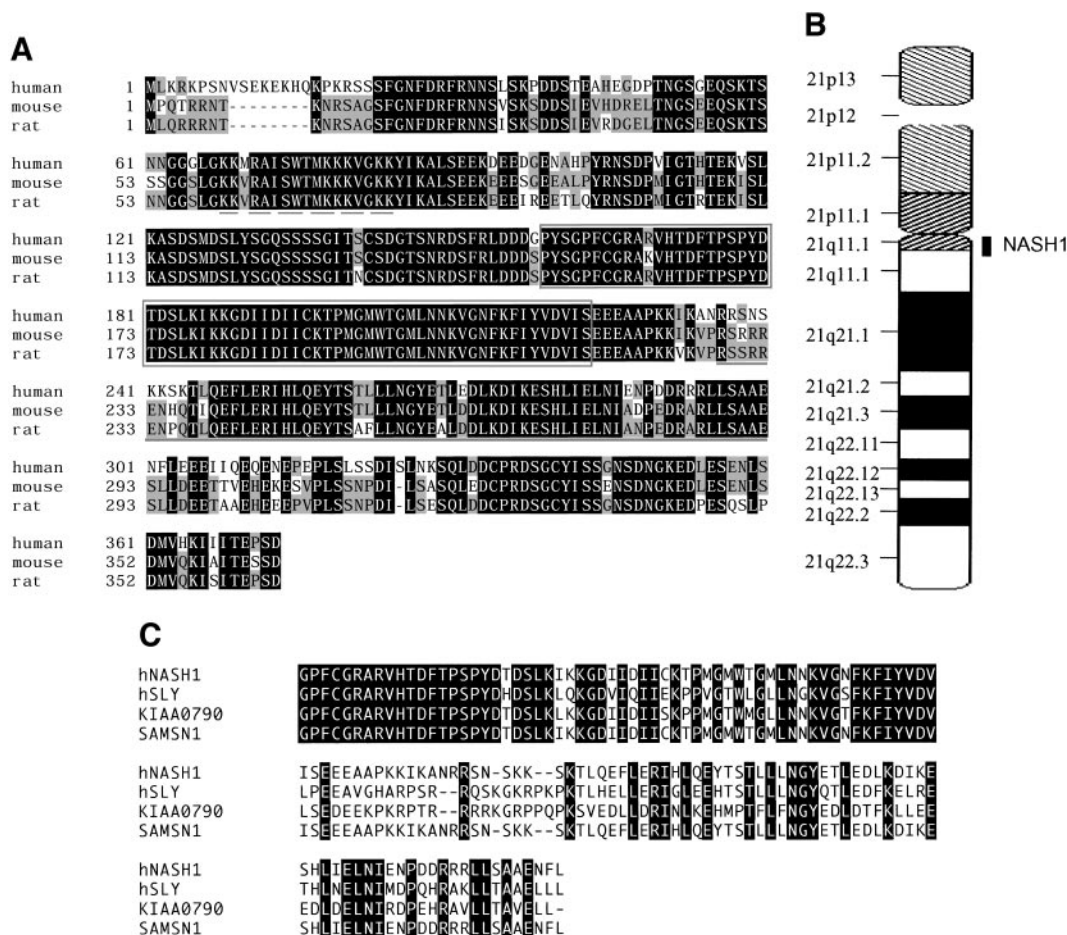 A
human 1 MLKRKPSNVSEKEKHQKPKRSSSFGNFDRFRNNSLSKPDDSTEAHEGDPTNGSGEQSKTS
mouse 1 MPQTRRNT--------KNRSAGSFGNFDRFRNNSVSKSDDSIEVHDRELTNGSEEQSKTS
rat 1 MLQRRRNT--------KNRSAGSFGNFDRFRNNSISKSDDSIEVRDGELTNGSEEQSKTS
human 61 NNGGGLGKKMRAISWTMKKKVGKKYIKALSEEKDEEDGENAHPYRNSDPVIGTHTEKVSL
mouse 53 SSGGSLGKKVRAISWTMKKKVGKKYIKALSEEKEEESGEEALPYRNSDPMIGTHTEKISL
rat 53 NNGGSLGKKVRAISWTMKKKVGKKYIKALSEEKEEEIREETLQYRNSDPMIGTRTEKISL
human 121 KASDSMDSLYSGQSSSSGITSCSDGTSNRDSFRLDDDGPYSGPFCGRARVHTDFTPSPYD
mouse 113 KASDSMDSLYSGQSSSSGITSCSDGTSNRDSFRLDDDSPYSGPFCGRAKVHTDFTPSPYD
rat 113 KASDSMDSLYSGQSSSSGITNCSDGTSNRDSFRLDDDSPYSGPFCGRARVHTDFTPSPYD
human 181 TDSLKIKKGDIIDIICKTPMGMWTGMLNNKVGNFKFIYVDVISEEEAAPKKIKANRRSNS
mouse 173 TDSLKIKKGDIIDIICKTPMGMWTGMLNNKVGNFKFIYVDVISEEEAAPKKIKVPRSRRR
rat 173 TDSLKIKKGDIIDIICKTPMGMWTGMLNNKVGNFKFIYVDVISEEEAAPKKVKVPRSSRR
human 241 KKSKTLQEFLERIHLQEYTSTLLLNGYETLEDLKDIKESHLIELNIENPDDRRRLLSAAE
mouse 233 ENHQTIQEFLERIHLQEYTSTLLLNGYETLDDLKDIKESHLIELNIADPEDRARLLSAAE
rat 233 ENPQTLQEFLERIHLQEYTSAFLLNGYEALDDLKDIKESHLIELNIANPEDRARLLSAAE
human 301 NFLEEEIIQEQENEPEPLSLSSDISLNKSQLDDCPRDSGCYISSGNSDNGKEDLESENLS
mouse 293 SLLDEETTVEHEKESVPLSSNPDI-LSASQLEDCPRDSGCYISSENSDNGKEDLESENLS
rat 293 SLLDEETAAEHEEEPVPLSSNPDI-LSESQLDDCPRDSGCYISSGNSDNGKEDPESQSLP
human 361 DMVHKIIITEPSD
mouse 352 DMVQKIAITESSD
rat 352 DMVQKISITEPSD
B
21p13
21p12
21p11.2
21p11.1
21q11.1 NASH1
21q11.1
21q21.1
21q21.2
21q21.3
21q22.11
21q22.12
21q22.13
21q22.2
21q22.3
C
hNASH1 GPFCGRARVHTDFTPSPYDTDSLKIKKGDIIDIICKTPMGMWTGMLNNKVGNFKFIYVDV
hSLY GPFCGRARVHTDFTPSPYDHDSLKLQKGDVIQIIEKPPVGTWLGLLNGKVGSFKFIYVDV
KIAA0790 GPFCGRARVHTDFTPSPYDTDSLKLKKGDIIDIISKPPMGTWMGLLNNKVGTFKFIYVDV
SAMSN1 GPFCGRARVHTDFTPSPYDTDSLKIKKGDIIDIICKTPMGMWTGMLNNKVGNFKFIYVDV
hNASH1 ISEEEAAPKKIKANRRSN-SKK--SKTLQEFLERIHLQEYTSTLLLNGYETLEDLKDIKE
hSLY LPEEEAVGHARPSR--RQSKGKRPKPKTLHELLERIGLEEHTSTLLLNGYQTLEDFKELRE
KIAA0790 LSEDEEKPKRPTR--RRRKGRPPQPKSVEDLLDRINLKEHMPTFLFNGYEDLDTFKLLEE
SAMSN1 ISEEEAAPKKIKANRRSN-SKK--SKTLQEFLERIHLQEYTSTLLLNGYETLEDLKDIKE
hNASH1 SHLIELNIENPDDRRRLLSAAENFL
hSLY THLNELNIMDPQHRAKLLTAAELLL
KIAA0790 EDLDELNIRDPEHRAVLLTAVELL-
SAMSN1 SHLIELNIENPDDRRRLLSAAENFL